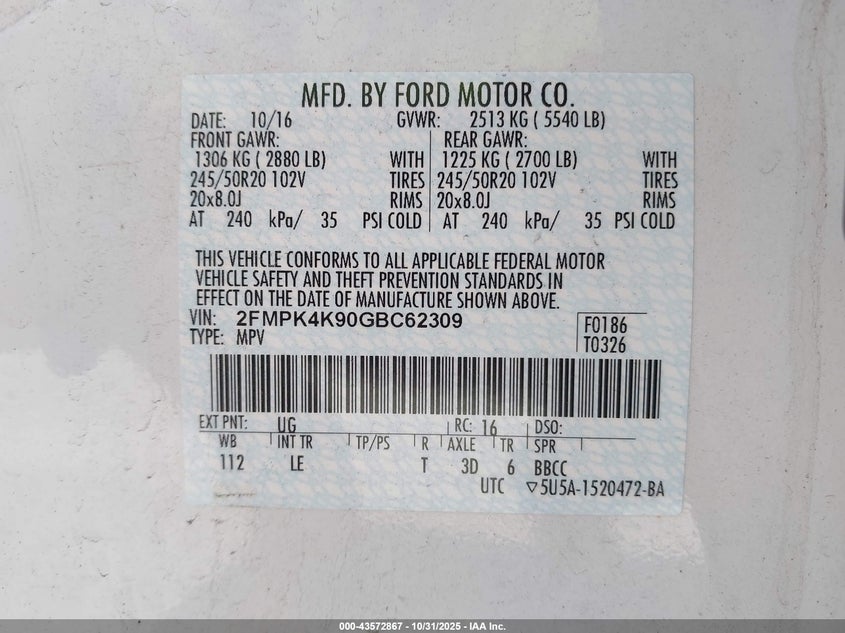 MFD. BY FORD MOTOR CO.
DATE: 10/16 GVWR: 2513 KG ( 5540 LB)
FRONT GAWR: REAR GAWR:
1306 KG ( 2880 LB) WITH 1225 KG ( 2700 LB) WITH
245/50R20 102V TIRES 245/50R20 102V TIRES
20x8.0J RIMS 20x8.0J RIMS
AT 240 kPa/ 35 PSI COLD AT 240 kPa/ 35 PSI COLD
THIS VEHICLE CONFORMS TO ALL APPLICABLE FEDERAL MOTOR
VEHICLE SAFETY AND THEFT PREVENTION STANDARDS IN
EFFECT ON THE DATE OF MANUFACTURE SHOWN ABOVE.
VIN: 2FMPK4K90GBC62309 F0186
TYPE: MPV T0326
EXT PNT: UG RC: 16 DSO:
WB INT TR TP/PS R AXLE TR SPR
112 LE T 3D 6 BBCC
UTC ▽5U5A-1520472-BA
000-43572867 - 10/31/2025 - IAA Inc.